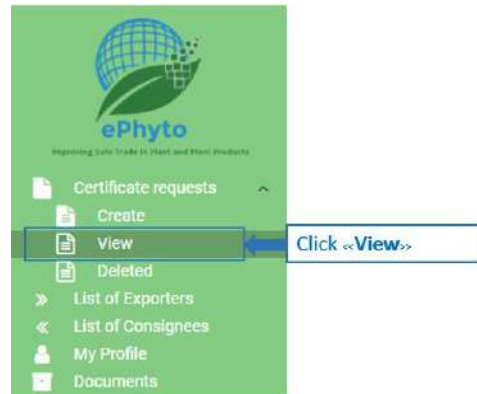 ePhyto
Improving Safe Trade in Plant and Plant Products
Certificate requests
Create
View
Click «View»
Deleted
List of Exporters
List of Consignees
My Profile
Documents